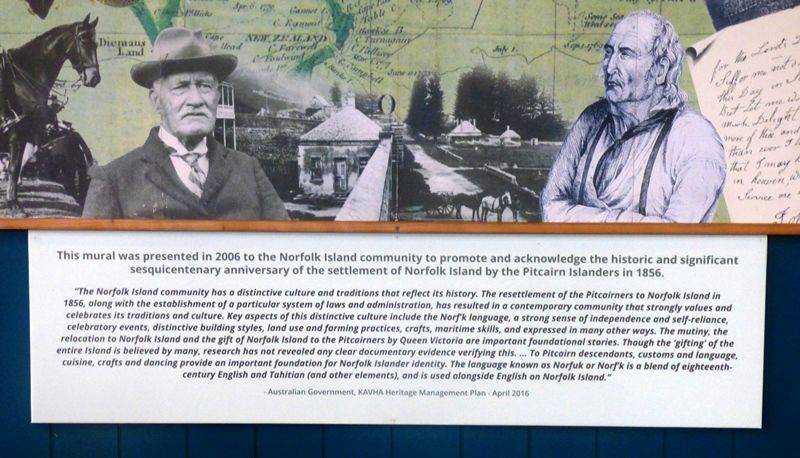 Diemans
Land
NEW ZEALAND
This mural was presented in 2006 to the Norfolk Island community to promote and acknowledge the historic and significant
sesquicentenary anniversary of the settlement of Norfolk Island by the Pitcairn Islanders in 1856.
"The Norfolk Island community has a distinctive culture and traditions that reflect its history. The resettlement of the Pitcairners to Norfolk Island in
1856, along with the establishment of a particular system of laws and administration, has resulted in a contemporary community that strongly values and
celebrates its traditions and culture. Key aspects of this distinctive culture include the Norf'k language, a strong sense of independence and self-reliance,
celebratory events, distinctive building styles, land use and farming practices, crafts, maritime skills, and expressed in many other ways. The mutiny, the
relocation to Norfolk Island and the gift of Norfolk Island to the Pitcairners by Queen Victoria are important foundational stories. Though the 'gifting' of the
entire Island is believed by many, research has not revealed any clear documentary evidence verifying this. ... To Pitcairn descendants, customs and language,
cuisine, crafts and dancing provide an important foundation for Norfolk Islander identity. The language known as Norfuk or Norf'k is a blend of eighteenth-
century English and Tahitian (and other elements), and is used alongside English on Norfolk Island."
- Australian Government, KAVHA Heritage Management Plan - April 2016